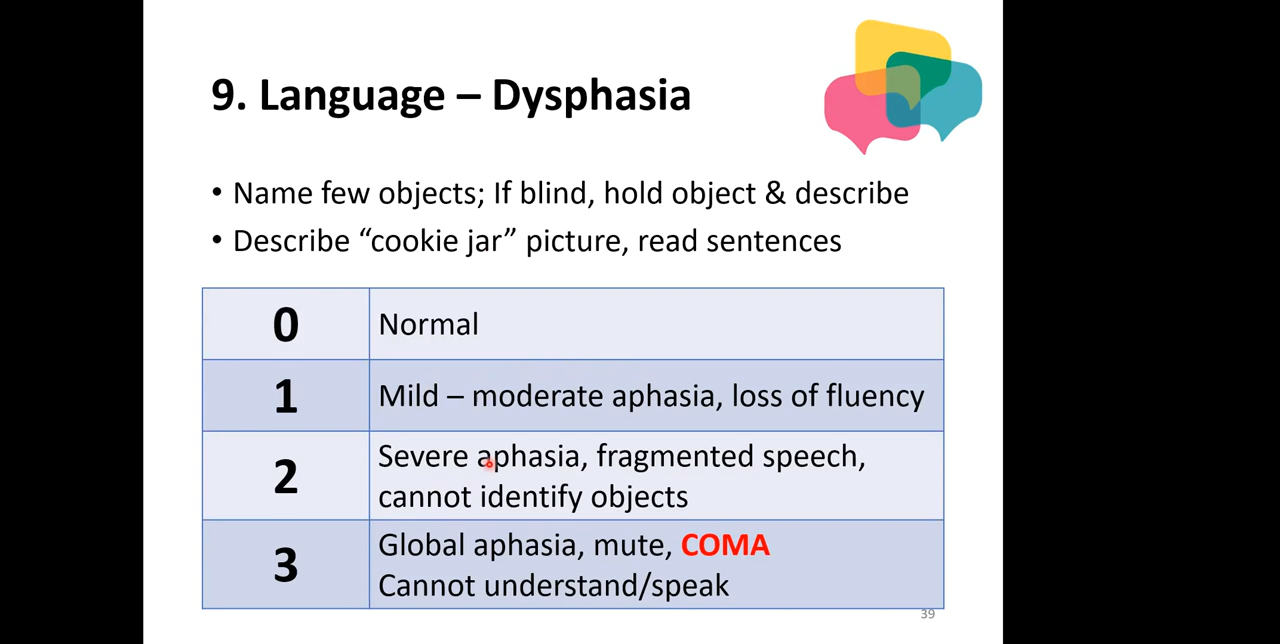 9. Language – Dysphasia
• Name few objects; If blind, hold object & describe
• Describe “cookie jar” picture, read sentences
0 Normal
1 Mild – moderate aphasia, loss of fluency
2 Severe aphasia, fragmented speech,
cannot identify objects
3 Global aphasia, mute, COMA
Cannot understand/speak
39